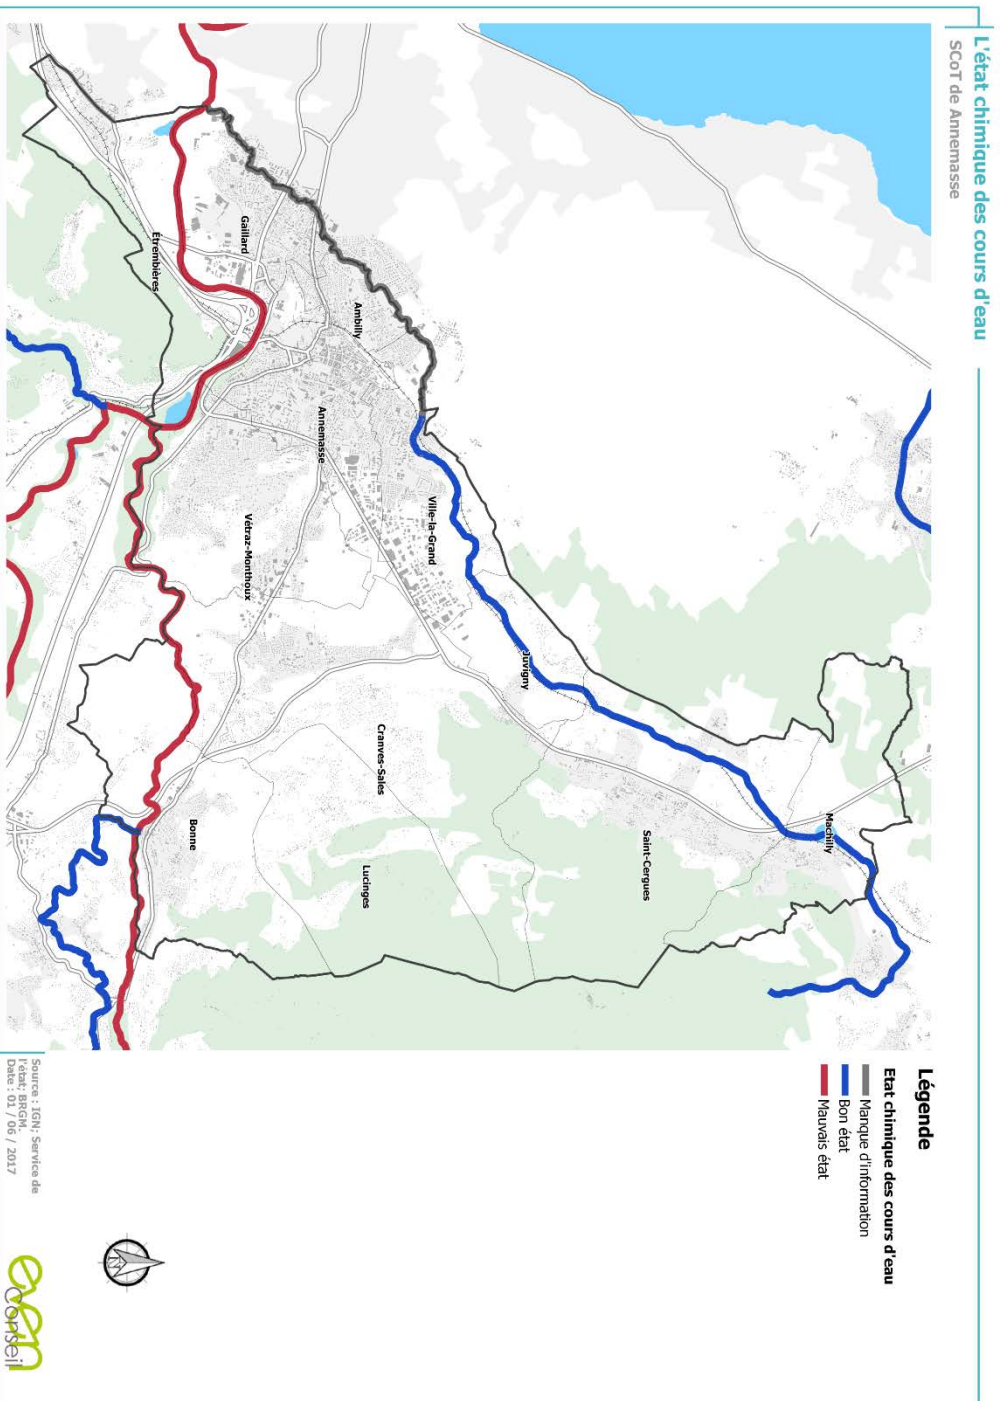 L'état chimique des cours d'eau
SCoT de Annemasse
Machilly
Saint-Cergues
Juvigny
Ville-la-Grand
Cranves-Sales
Lucinges
Ambilly
Annemasse
Gaillard
Vétraz-Monthoux
Bonne
Étrembières
Légende
Etat chimique des cours d'eau
Manque d'information
Bon état
Mauvais état
N
Source : IGN; Service de
l'état; BRGM.
Date : 01 / 06 / 2017
even
Conseil